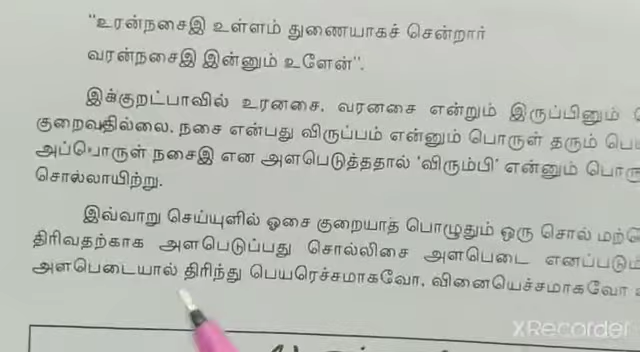 "உரன்நசைஇ உள்ளம் துணையாகச் சென்றார்
வரன்நசைஇ இன்னும் உளேன்".
இக்குறட்பாவில் உரனசை, வரனசை என்றும் இருப்பினும்
குறைவதில்லை. நசை என்பது விருப்பம் என்னும் பொருள் தரும்
அப்பொருள் நசைஇ என அளபெடுத்ததால் 'விரும்பி' என்னும்
சொல்லாயிற்று.
இவ்வாறு செய்யுளில் ஓசை குறையாத பொழுதும் ஒரு சொல்
திரிவதற்காக அளபெடுப்பது சொல்லிசை அளபெடை எனப்படும்
அளபெடையால் திரிந்து பெயரெச்சமாகவோ, வினையெச்சமாகவோ
XRecorder